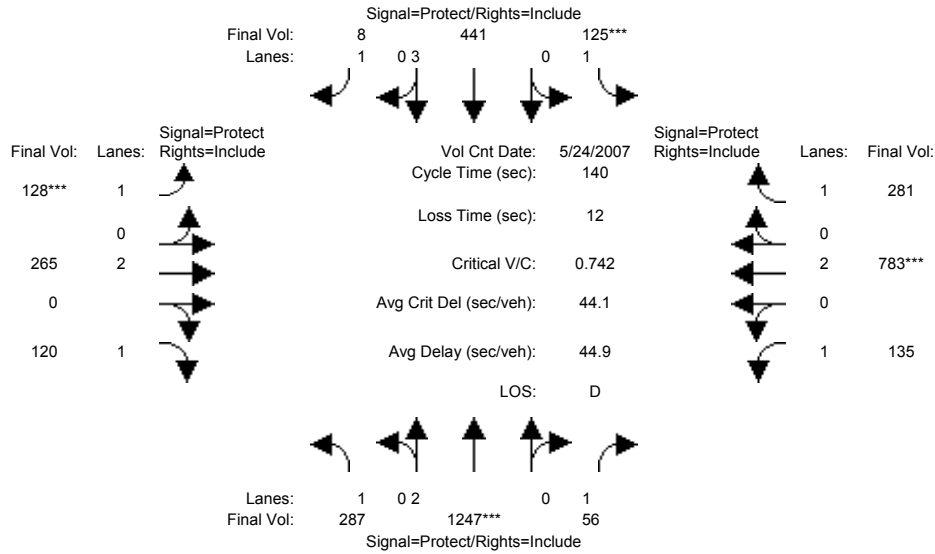 Signal=Protect/Rights=Include
Final Vol: 8 441 125***
Lanes: 1 0 3 0 1
Signal=Protect Signal=Protect
Final Vol: Lanes: Rights=Include Vol Cnt Date: 5/24/2007 Rights=Include Lanes: Final Vol:
Cycle Time (sec): 140
128*** 1 1 281
Loss Time (sec): 12
0 0
265 2 Critical V/C: 0.742 2 783***
0 0 Avg Crit Del (sec/veh): 44.1 0
120 1 Avg Delay (sec/veh): 44.9 1 135
LOS: D
Lanes: 1 0 2 0 1
Final Vol: 287 1247*** 56
Signal=Protect/Rights=Include